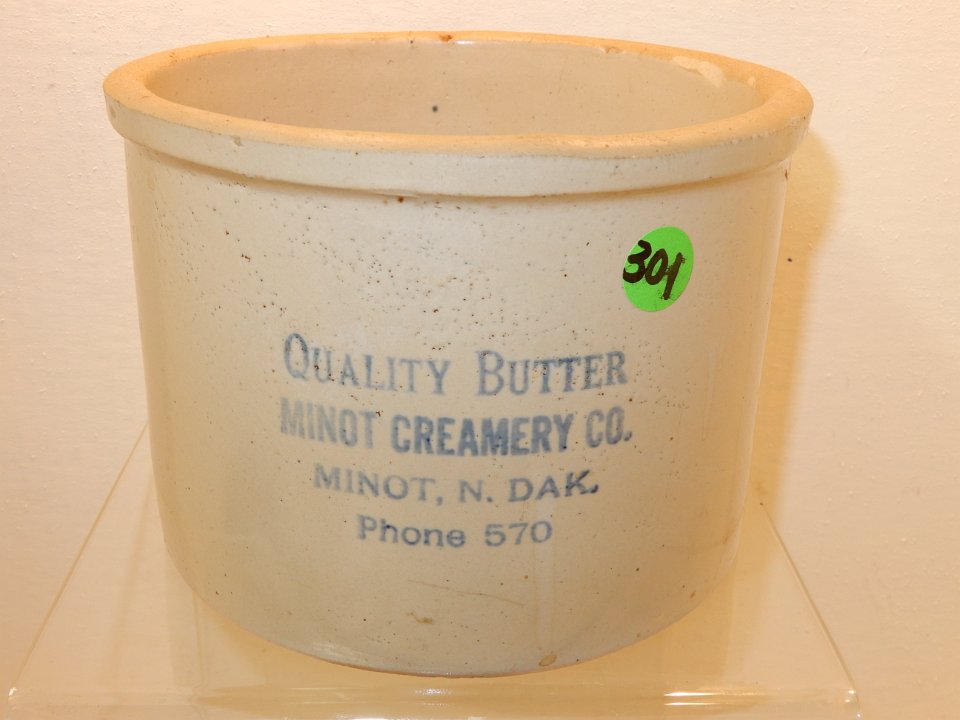 301
QUALITY BUTTER
MINOT CREAMERY CO.
MINOT, N. DAK.
Phone 570